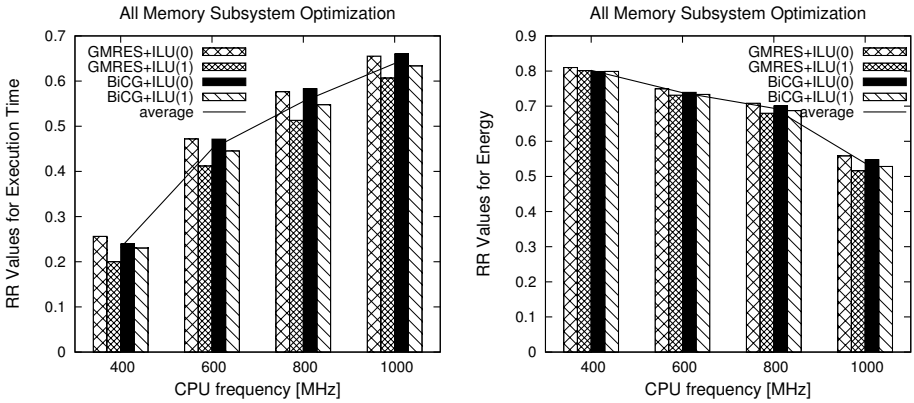 All Memory Subsystem Optimization
RR Values for Execution Time
0.7
0.6
0.5
0.4
0.3
0.2
0.1
0
GMRES+ILU(0)
GMRES+ILU(1)
BiCG+ILU(0)
BiCG+ILU(1)
average
400
600
800
1000
CPU frequency [MHz]
All Memory Subsystem Optimization
RR Values for Energy
0.9
0.8
0.7
0.6
0.5
0.4
0.3
0.2
0.1
0
GMRES+ILU(0)
GMRES+ILU(1)
BiCG+ILU(0)
BiCG+ILU(1)
average
400
600
800
1000
CPU frequency [MHz]